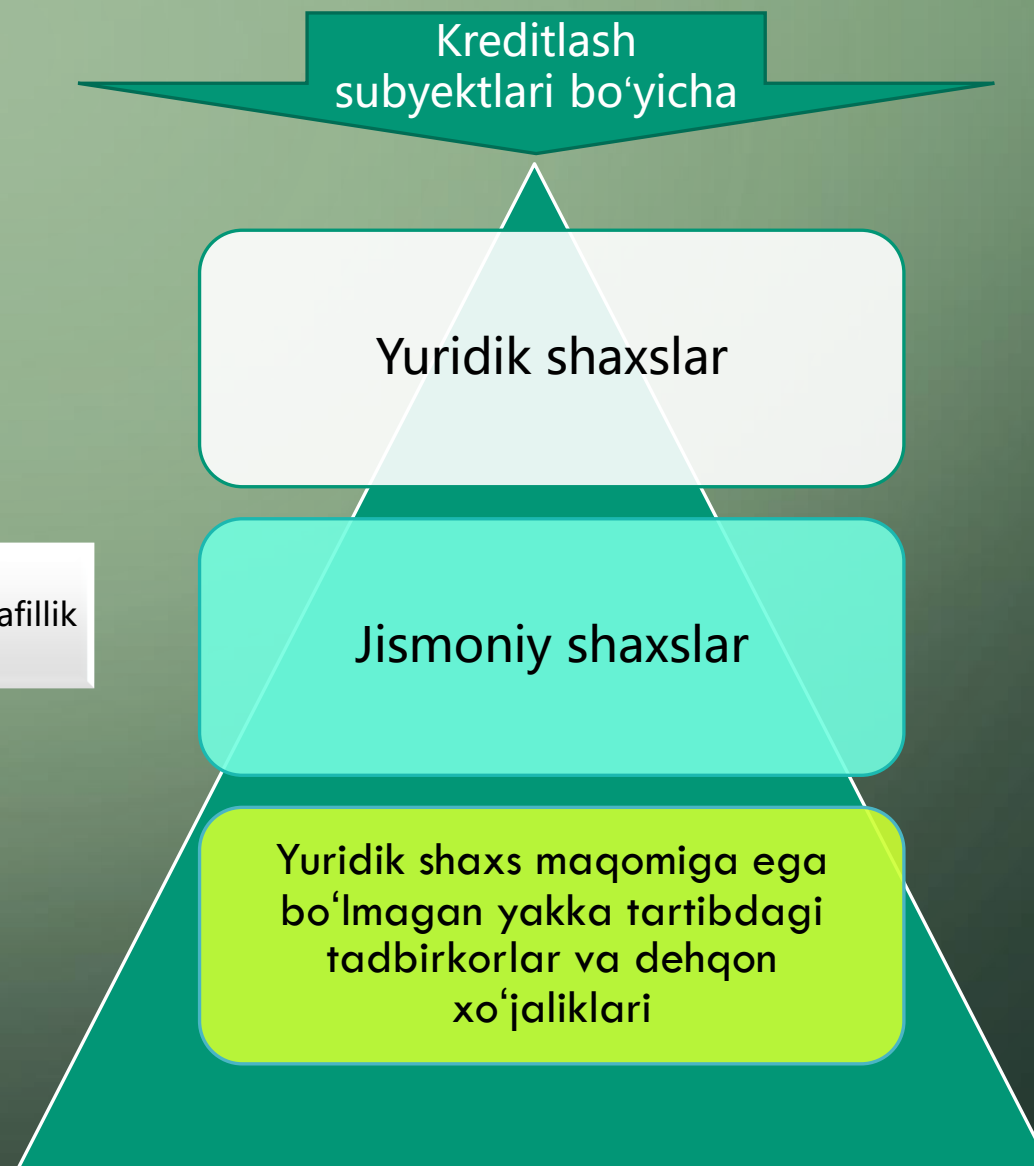 Kreditlash
subyektlari bo‘yicha
Yuridik shaxslar
afillik
Jismoniy shaxslar
Yuridik shaxs maqomiga ega
bo‘lmagan yakka tartibdagi
tadbirkorlar va dehqon
xo‘jaliklari